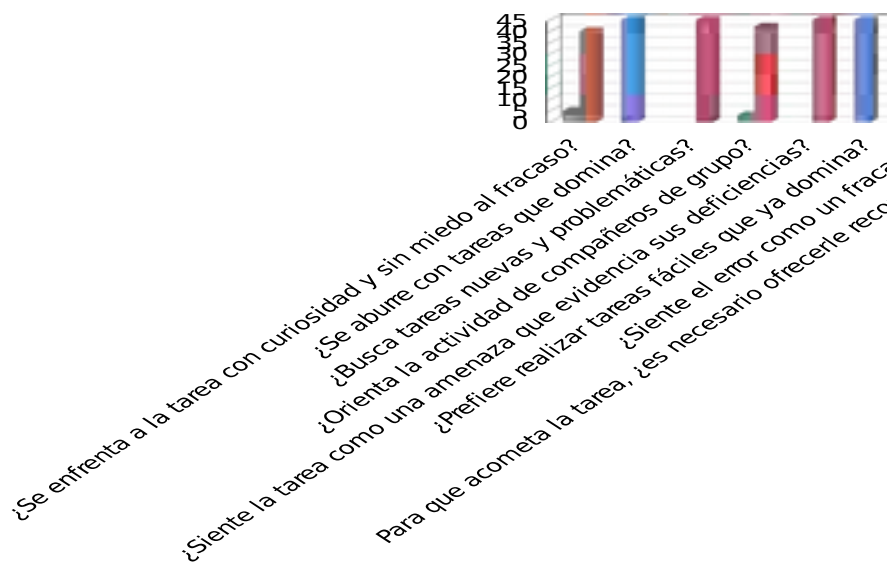 45
40
35
30
25
20
15
10
5
0
¿Se enfrenta a la tarea con curiosidad y sin miedo al fracaso?
¿Se aburre con tareas que domina?
¿Busca tareas nuevas y problemáticas?
¿Orienta la actividad de compañeros de grupo?
¿Siente la tarea como una amenaza que evidencia sus deficiencias?
¿Prefiere realizar tareas fáciles que ya domina?
¿Siente el error como un fraca
Para que acometa la tarea, ¿es necesario ofrecerle reco